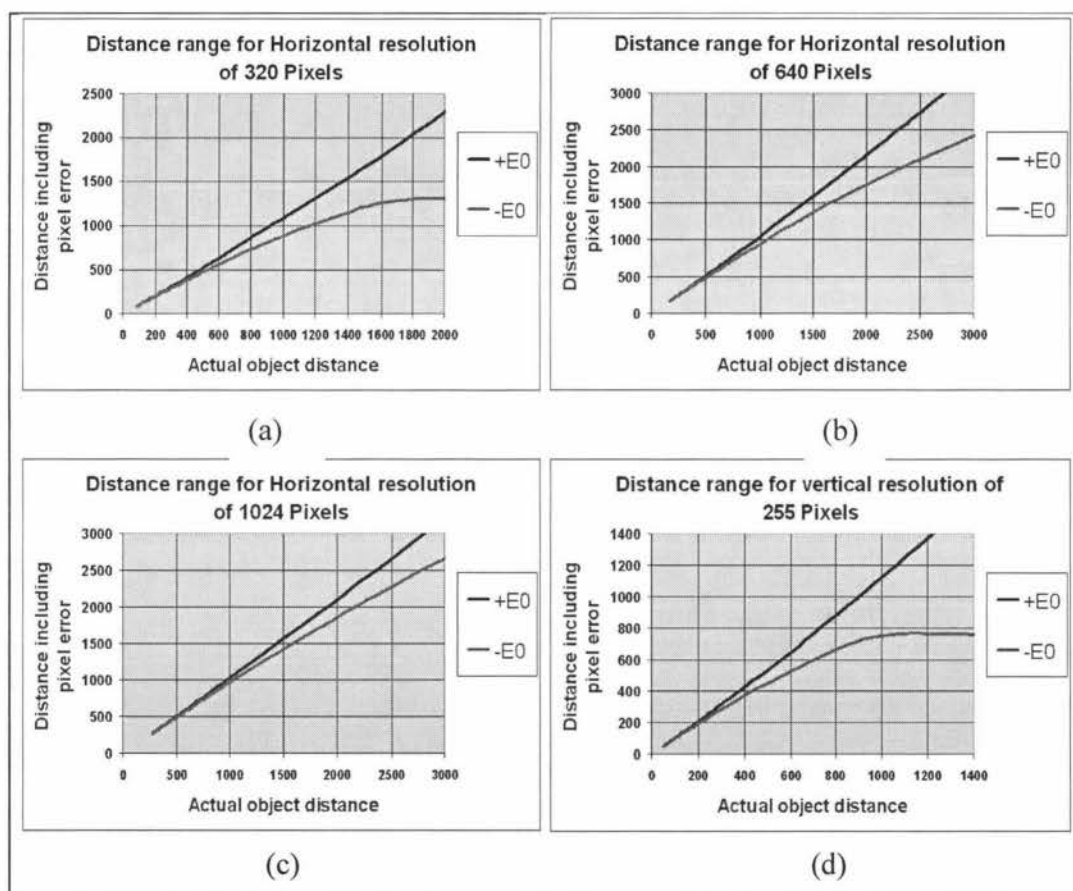 Distance range for Horizontal resolution
of 320 Pixels
2500
2000
1500
1000
500
0
Distance including
pixel error
0 200 400 600 800 1000 1200 1400 1600 1800 2000
Actual object distance
+E0
-E0
(a)
Distance range for Horizontal resolution
of 640 Pixels
3000
2500
2000
1500
1000
500
0
Distance including
pixel error
0 500 1000 1500 2000 2500 3000
Actual object distance
+E0
-E0
(b)
Distance range for Horizontal resolution
of 1024 Pixels
3000
2500
2000
1500
1000
500
0
Distance including
pixel error
0 500 1000 1500 2000 2500 3000
Actual object distance
+E0
-E0
(c)
Distance range for vertical resolution of
255 Pixels
1400
1200
1000
800
600
400
200
0
Distance including
pixel error
0 200 400 600 800 1000 1200 1400
Actual object distance
+E0
-E0
(d)